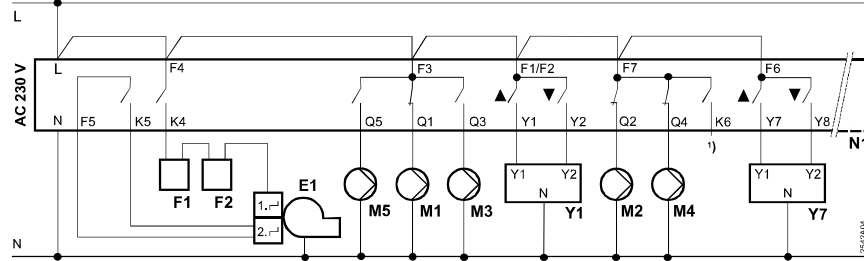 L
AC 230 V
L F4 F3 F1/F2 F7 F6
▲ ▼ ▲ ▼
N F5 K5 K4 Q5 Q1 Q3 Y1 Y2 Q2 Q4 K6 Y7 Y8
1)
N1
F1 F2
1.
2.
E1
M5 M1 M3
Y1 Y2
N
Y1
M2 M4
Y1 Y2
N
Y7
N
2542A04